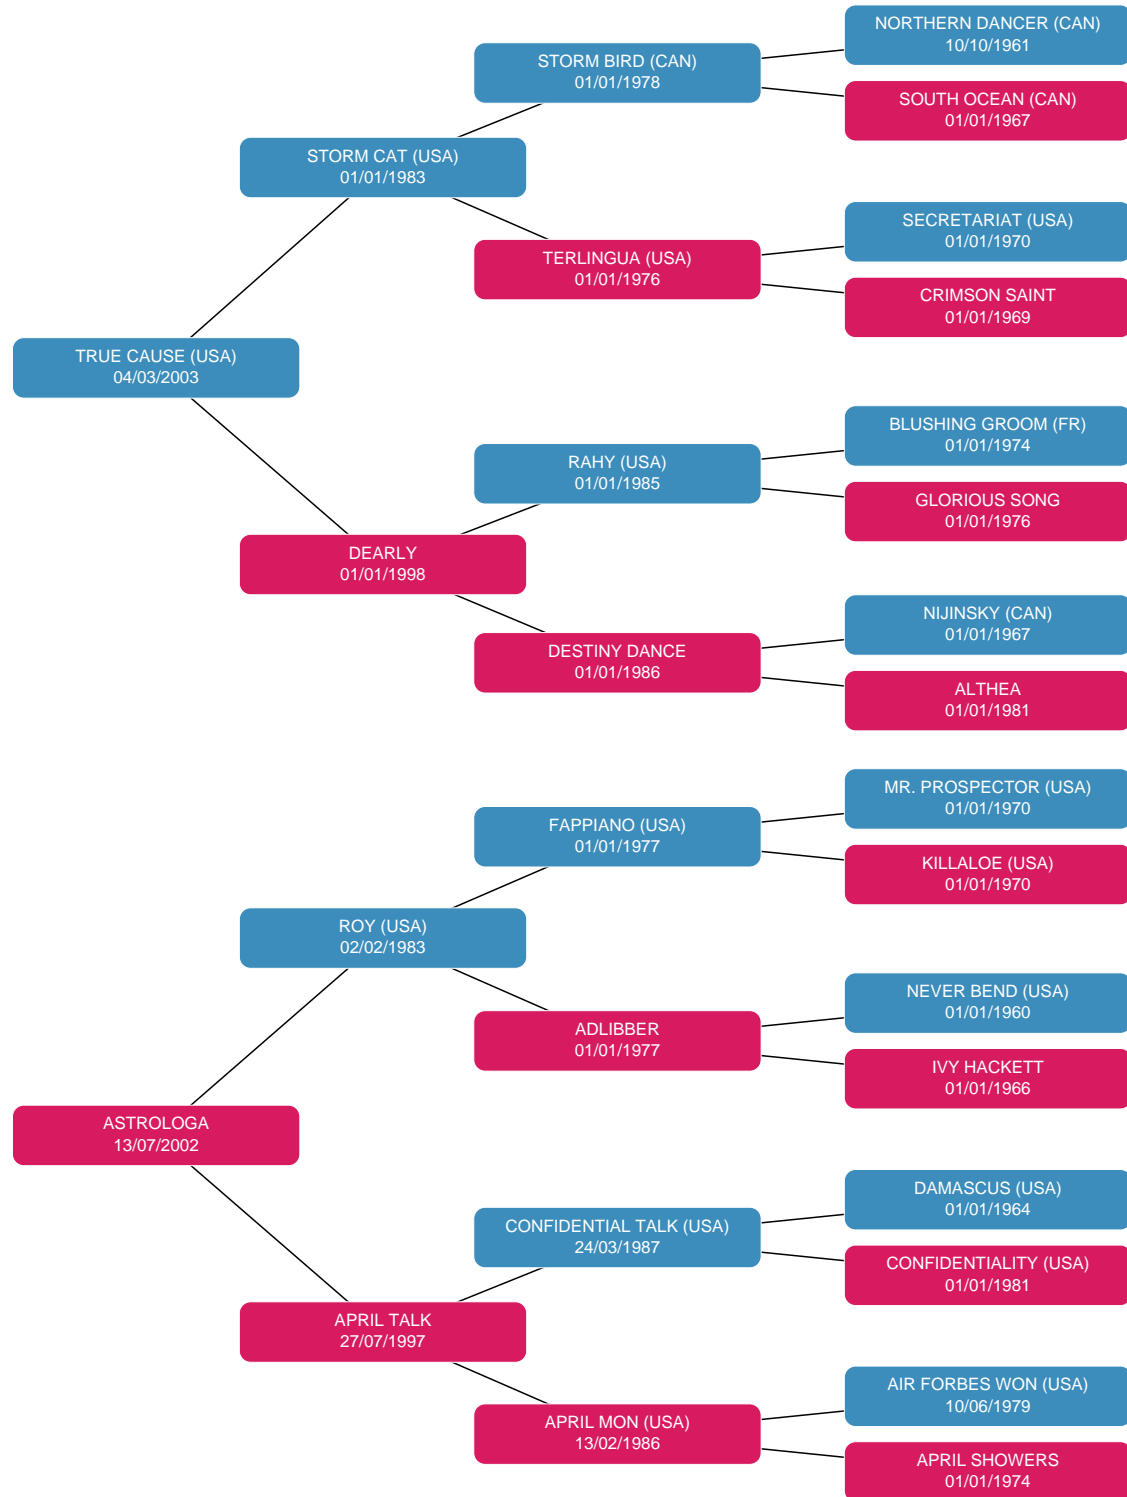 NORTHERN DANCER (CAN)
10/10/1961
STORM BIRD (CAN)
01/01/1978
SOUTH OCEAN (CAN)
01/01/1967
STORM CAT (USA)
01/01/1983
SECRETARIAT (USA)
01/01/1970
TERLINGUA (USA)
01/01/1976
CRIMSON SAINT
01/01/1969
TRUE CAUSE (USA)
04/03/2003
BLUSHING GROOM (FR)
01/01/1974
RAHY (USA)
01/01/1985
GLORIOUS SONG
01/01/1976
DEARLY
01/01/1998
NIJINSKY (CAN)
01/01/1967
DESTINY DANCE
01/01/1986
ALTHEA
01/01/1981
MR. PROSPECTOR (USA)
01/01/1970
FAPPIANO (USA)
01/01/1977
KILLALOE (USA)
01/01/1970
ROY (USA)
02/02/1983
NEVER BEND (USA)
01/01/1960
ADLIBBER
01/01/1977
IVY HACKETT
01/01/1966
ASTROLOGA
13/07/2002
DAMASCUS (USA)
01/01/1964
CONFIDENTIAL TALK (USA)
24/03/1987
CONFIDENTIALITY (USA)
01/01/1981
APRIL TALK
27/07/1997
AIR FORBES WON (USA)
10/06/1979
APRIL MON (USA)
13/02/1986
APRIL SHOWERS
01/01/1974